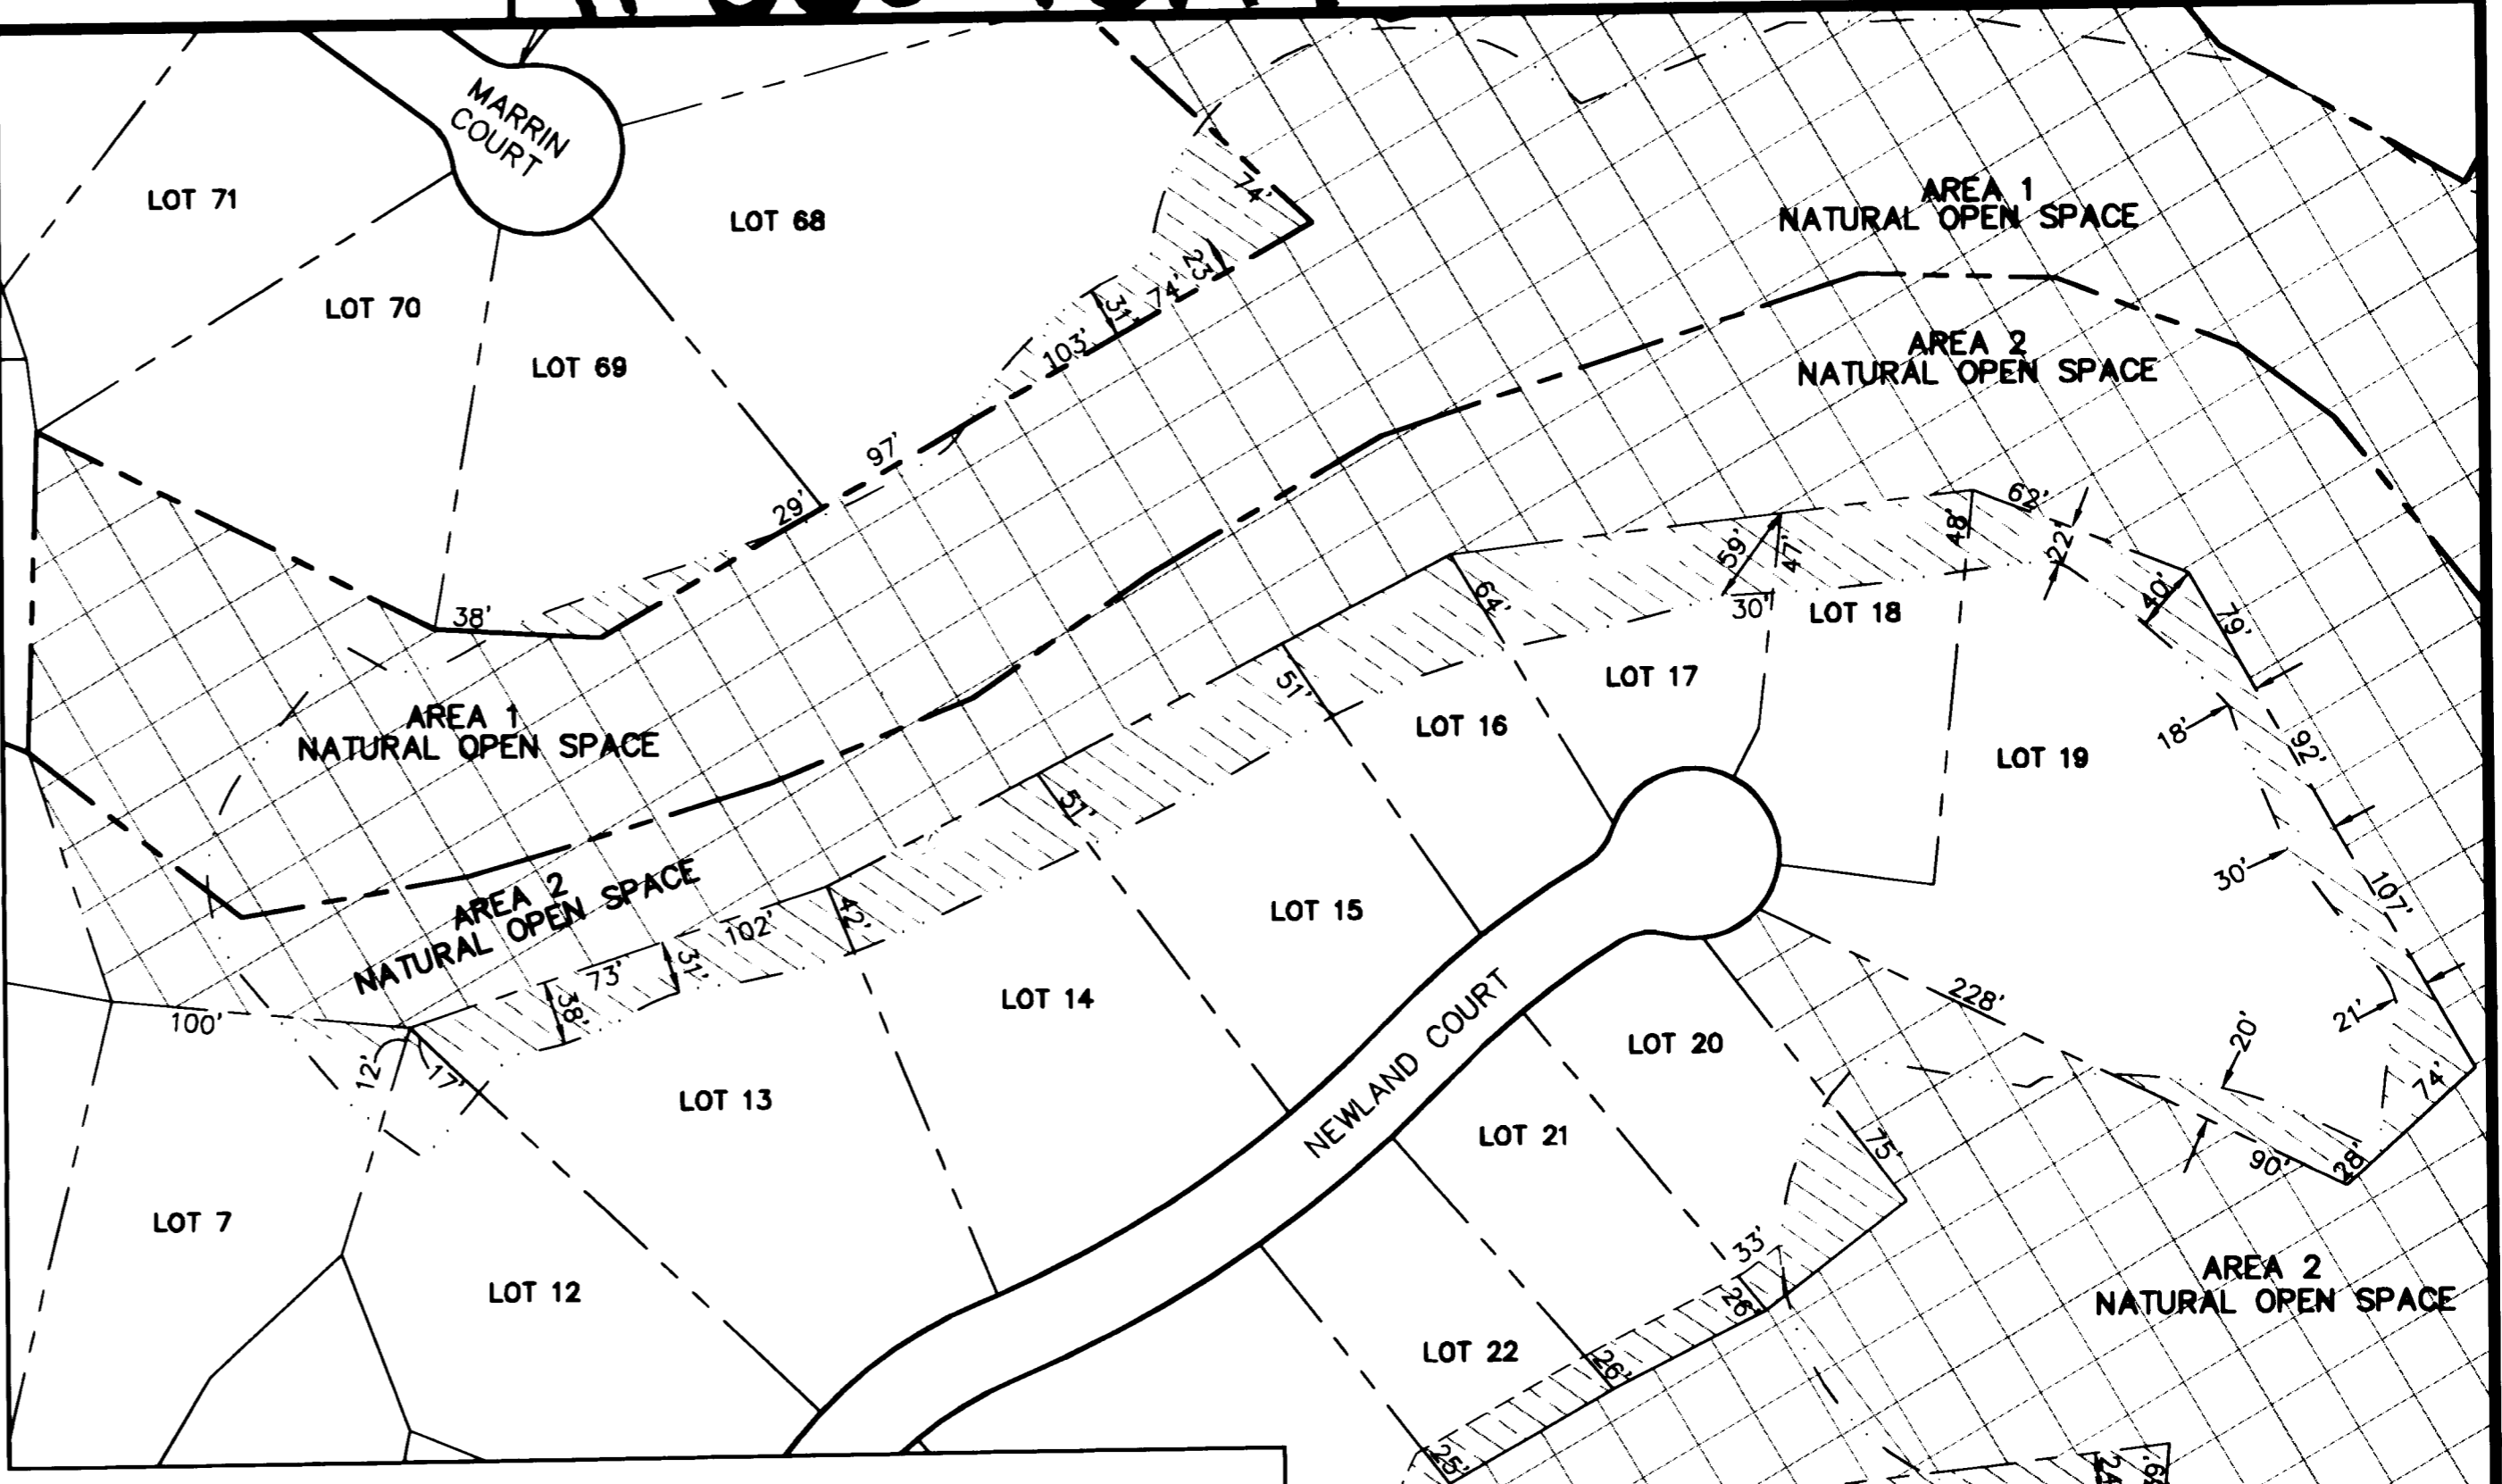 MARRIN
COURT
LOT 71
LOT 70
LOT 69
LOT 68
74'
23'
74'
31'
103'
97'
29'
38'
AREA 1
NATURAL OPEN SPACE
AREA 2
NATURAL OPEN SPACE
62'
48'
22'
59'
47'
30'
40'
79'
64'
51'
51'
LOT 18
LOT 17
LOT 16
LOT 19
18'
92'
30'
107'
21'
AREA 1
NATURAL OPEN SPACE
AREA 2
NATURAL OPEN SPACE
102'
42'
73'
31'
38'
100'
12'
17'
LOT 15
LOT 14
LOT 13
LOT 12
LOT 7
NEWLAND COURT
LOT 20
LOT 21
LOT 22
228'
20'
74'
90'
28'
75'
33'
26'
26'
25'
AREA 2
NATURAL OPEN SPACE